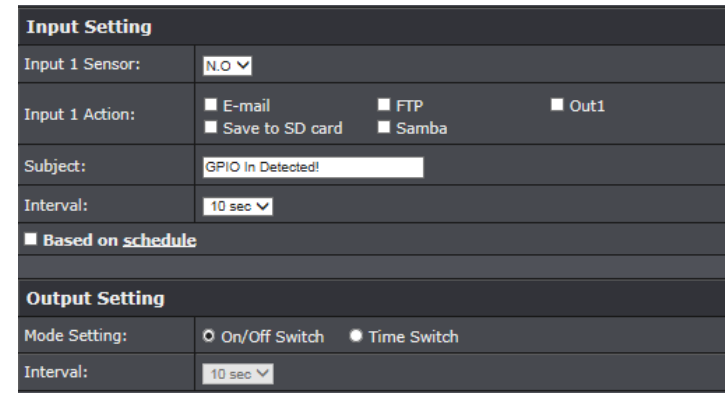 Input Setting
Input 1 Sensor: N.O
Input 1 Action: E-mail FTP Out1
Save to SD card Samba
Subject: GPIO In Detected!
Interval: 10 sec
Based on schedule
Output Setting
Mode Setting: On/Off Switch Time Switch
Interval: 10 sec